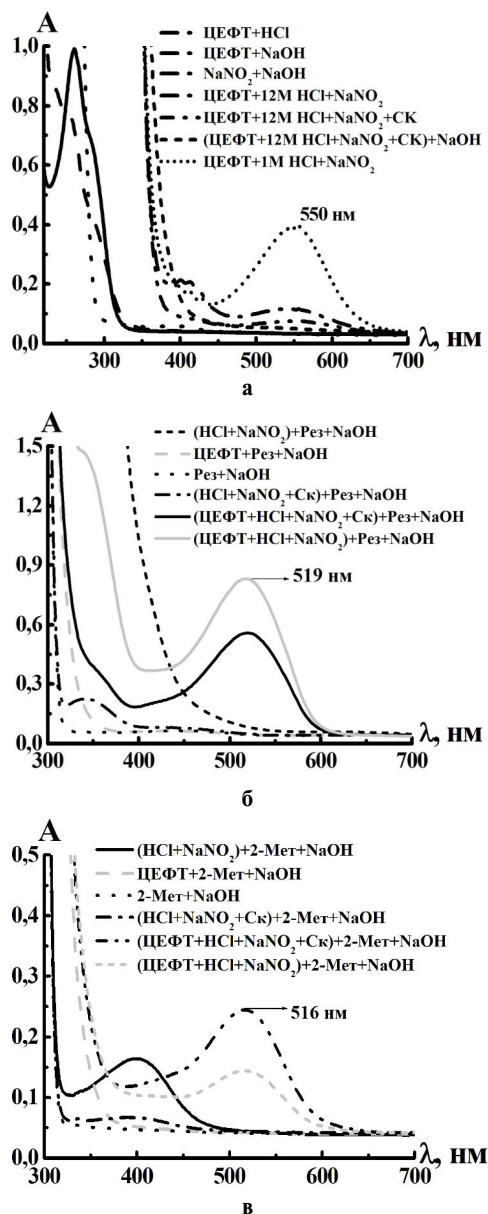 A
ЦЕФТ+HCl
ЦЕФТ+NaOH
NaNO₂+NaOH
ЦЕФТ+12M HCl+NaNO₂
ЦЕФТ+12M HCl+NaNO₂+CK
(ЦЕФТ+12M HCl+NaNO₂+CK)+NaOH
ЦЕФТ+1M HCl+NaNO₂
1,0
0,8
0,6
0,4
0,2
0,0
550 нм
300
400
500
600
700
λ, нм
а
A
(HCl+NaNO₂)+Рез+NaOH
ЦЕФТ+Рез+NaOH
Рез+NaOH
(HCl+NaNO₂+Ск)+Рез+NaOH
(ЦЕФТ+HCl+NaNO₂+Ск)+Рез+NaOH
(ЦЕФТ+HCl+NaNO₂)+Рез+NaOH
1,5
1,2
0,9
0,6
0,3
0,0
519 нм
300
400
500
600
700
λ, нм
б
A
(HCl+NaNO₂)+2-Мет+NaOH
ЦЕФТ+2-Мет+NaOH
2-Мет+NaOH
(HCl+NaNO₂+Ск)+2-Мет+NaOH
(ЦЕФТ+HCl+NaNO₂+Ск)+2-Мет+NaOH
(ЦЕФТ+HCl+NaNO₂)+2-Мет+NaOH
0,5
0,4
0,3
0,2
0,1
0,0
516 нм
300
400
500
600
700
λ, нм
в